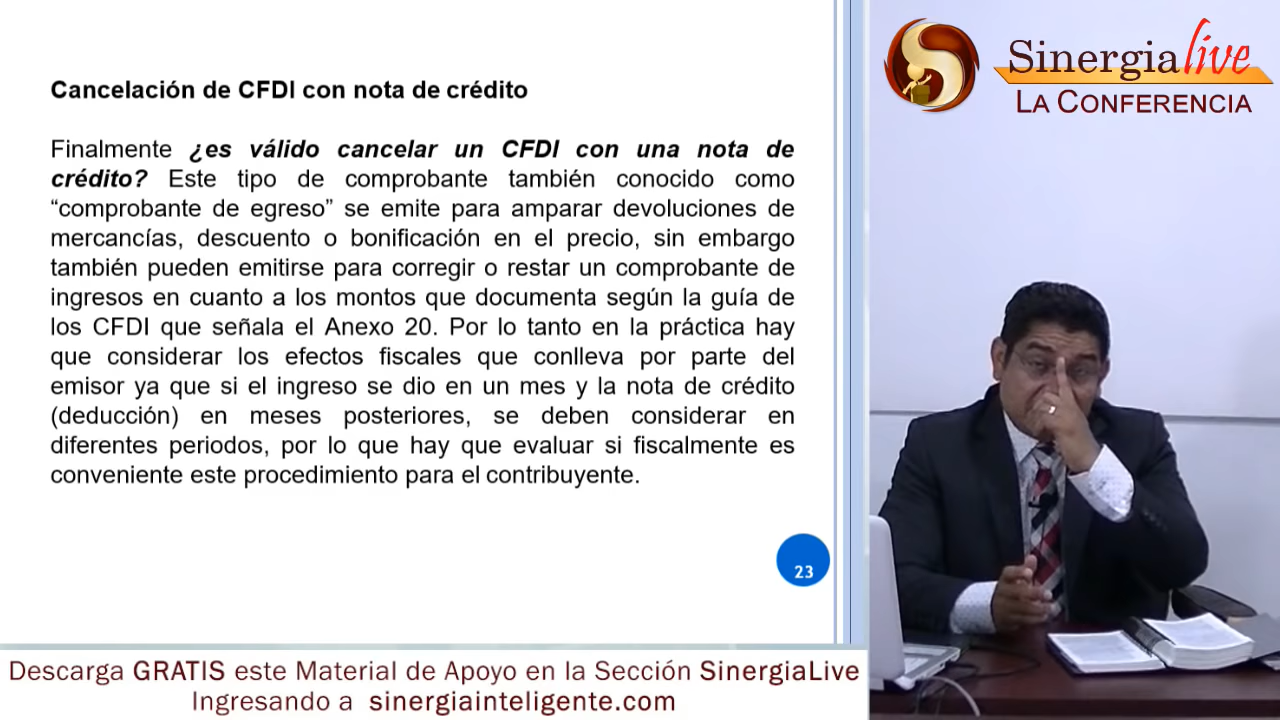 Cancelación de CFDI con nota de crédito
Finalmente ¿es válido cancelar un CFDI con una nota de
crédito? Este tipo de comprobante también conocido como
“comprobante de egreso” se emite para amparar devoluciones de
mercancías, descuento o bonificación en el precio, sin embargo
también pueden emitirse para corregir o restar un comprobante de
ingresos en cuanto a los montos que documenta según la guía de
los CFDI que señala el Anexo 20. Por lo tanto en la práctica hay
que considerar los efectos fiscales que conlleva por parte del
emisor ya que si el ingreso se dio en un mes y la nota de crédito
(deducción) en meses posteriores, se deben considerar en
diferentes periodos, por lo que hay que evaluar si fiscalmente es
conveniente este procedimiento para el contribuyente.
23
Sinergia live
LA CONFERENCIA
Descarga GRATIS este Material de Apoyo en la Sección SinergiaLive
Ingresando a sinergiainteligente.com